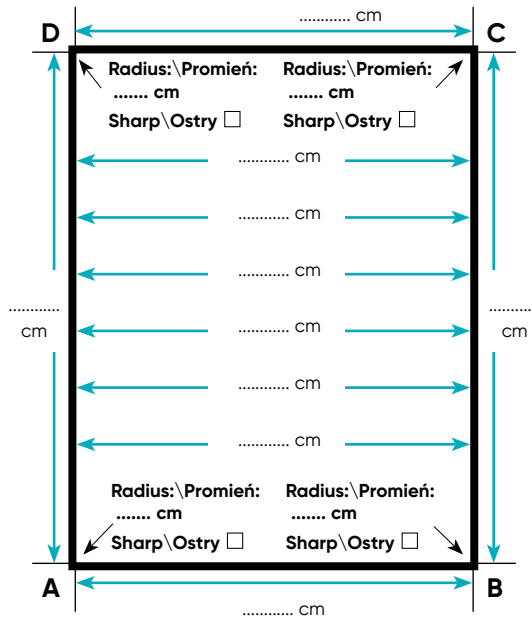 ............ cm
D C
Radius:\Promień: Radius:\Promień:
....... cm ....... cm
Sharp\Ostry Sharp\Ostry
............ cm
............ cm
............ cm
............ cm
............ ............ cm ..........
cm cm
............ cm
............ cm
Radius:\Promień: Radius:\Promień:
....... cm ....... cm
Sharp\Ostry Sharp\Ostry
A B
............ cm